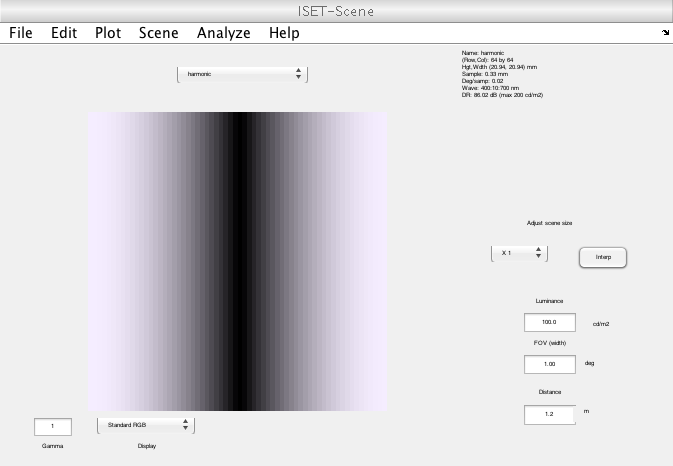 ISET-Scene
File Edit Plot Scene Analyze Help
harmonic
Name: harmonic
(Row,Col): 64 by 64
Hgt,Wdth (20.94, 20.94) mm
Sample: 0.33 mm
Deg/samp: 0.02
Wave: 400:10:700 nm
DR: 86.02 dB (max 200 cd/m2)
Adjust scene size
X 1
Interp
Luminance
100.0 cd/m2
FOV (width)
1.00 deg
Distance
1.2 m
1 Standard RGB
Gamma Display